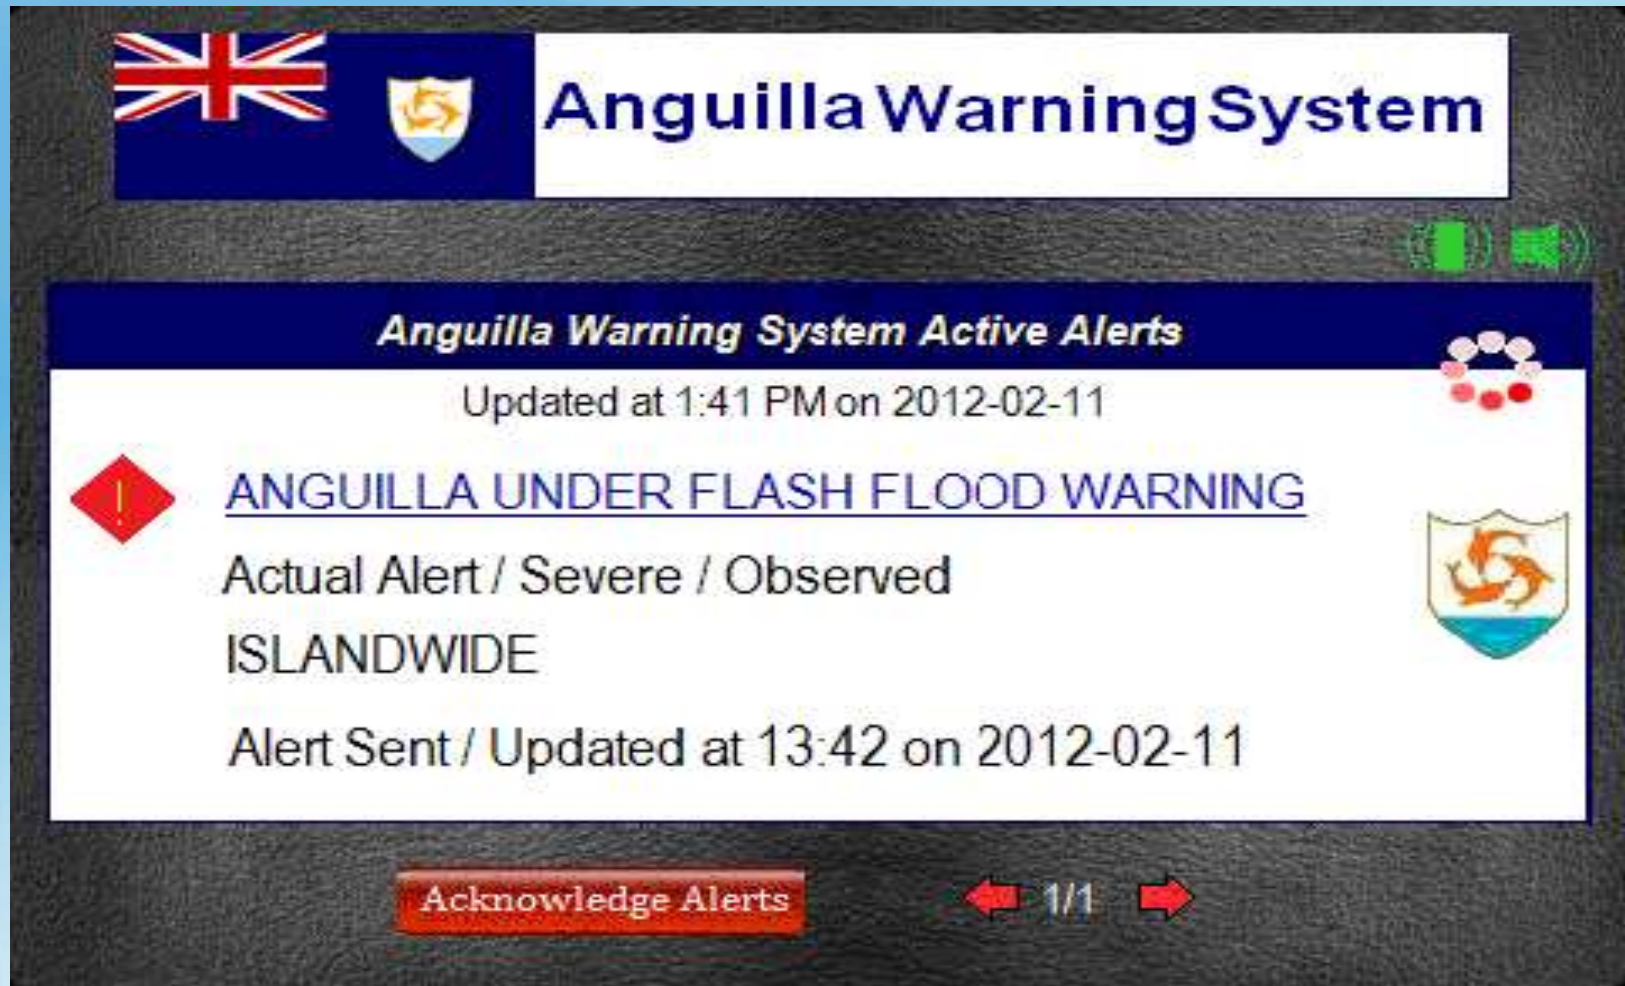 Anguilla Warning System
Anguilla Warning System Active Alerts
Updated at 1:41 PM on 2012-02-11
!
ANGUILLA UNDER FLASH FLOOD WARNING
Actual Alert / Severe / Observed
ISLANDWIDE
Alert Sent / Updated at 13:42 on 2012-02-11
Acknowledge Alerts
1/1